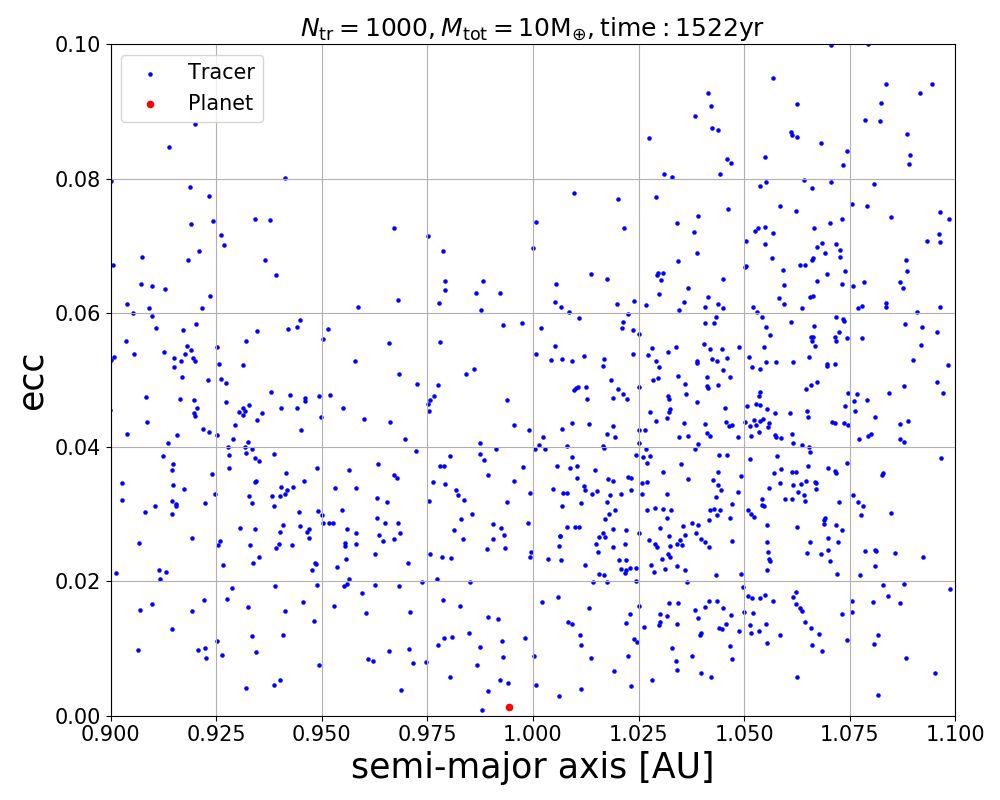 N_tr = 1000, M_tot = 10M_⊕, time : 1522yr
Tracer
Planet
0.10
0.08
0.06
0.04
0.02
0.00
ecc
0.900 0.925 0.950 0.975 1.000 1.025 1.050 1.075 1.100
semi-major axis [AU]